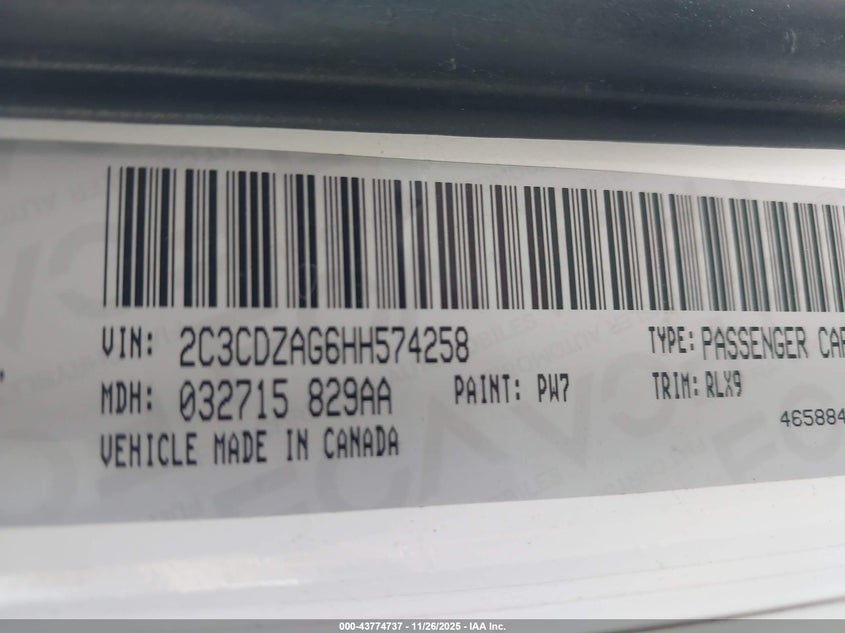 VIN: 2C3CDZAG6HH574258 TYPE: PASSENGER CAR
MDH: 032715 829AA PAINT: PW7 TRIM: RLX9
VEHICLE MADE IN CANADA 465884
000-43774737 - 11/26/2025 - IAA Inc.